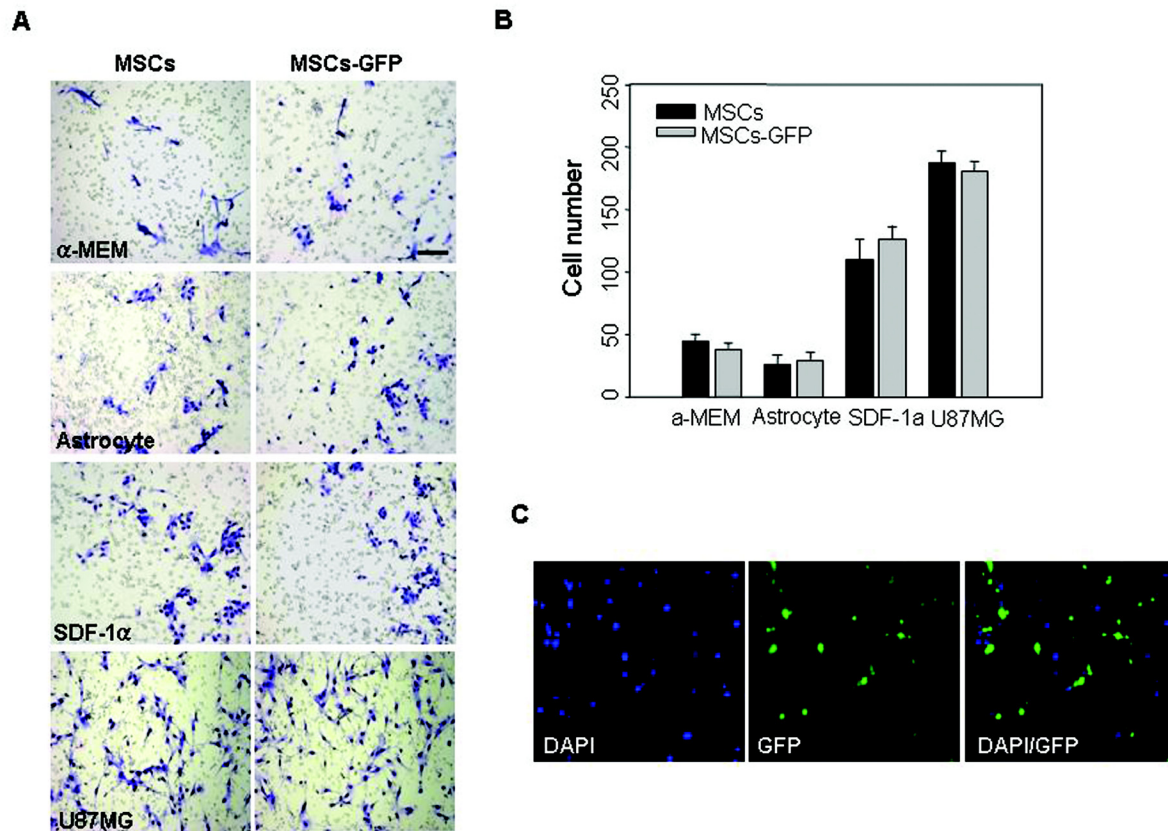 A
MSCs MSCs-GFP
α-MEM
Astrocyte
SDF-1α
U87MG
B
250
200
150
100
50
0
Cell number
MSCs
MSCs-GFP
a-MEM Astrocyte SDF-1a U87MG
C
DAPI GFP DAPI/GFP